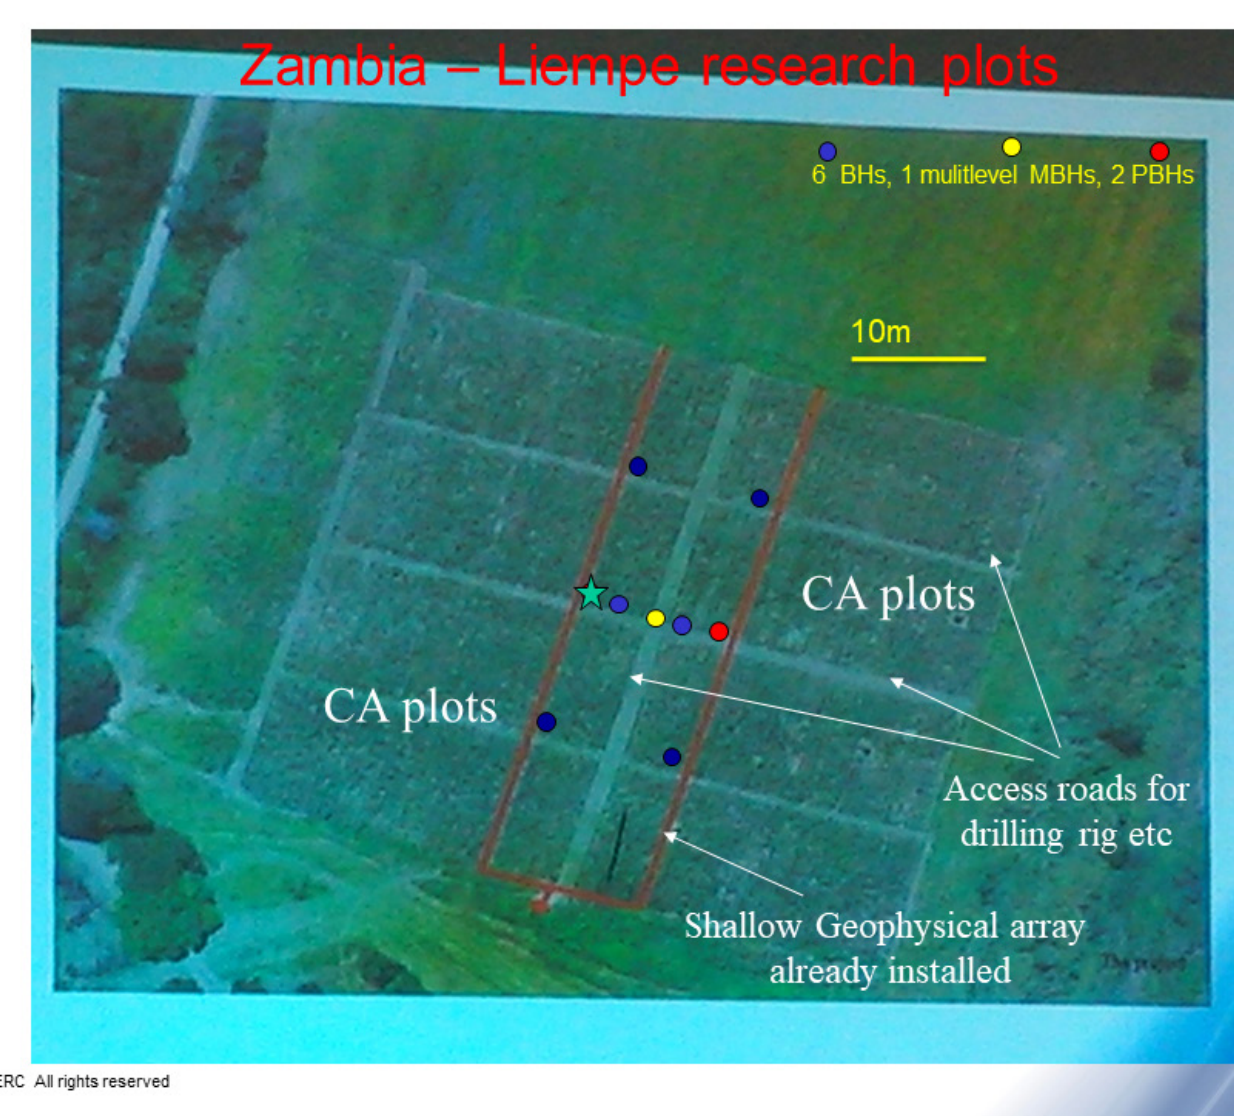 Zambia – Liempe research plots
6 BHs, 1 mulitlevel MBHs, 2 PBHs
10m
CA plots
CA plots
Access roads for
drilling rig etc
Shallow Geophysical array
already installed
ERC All rights reserved